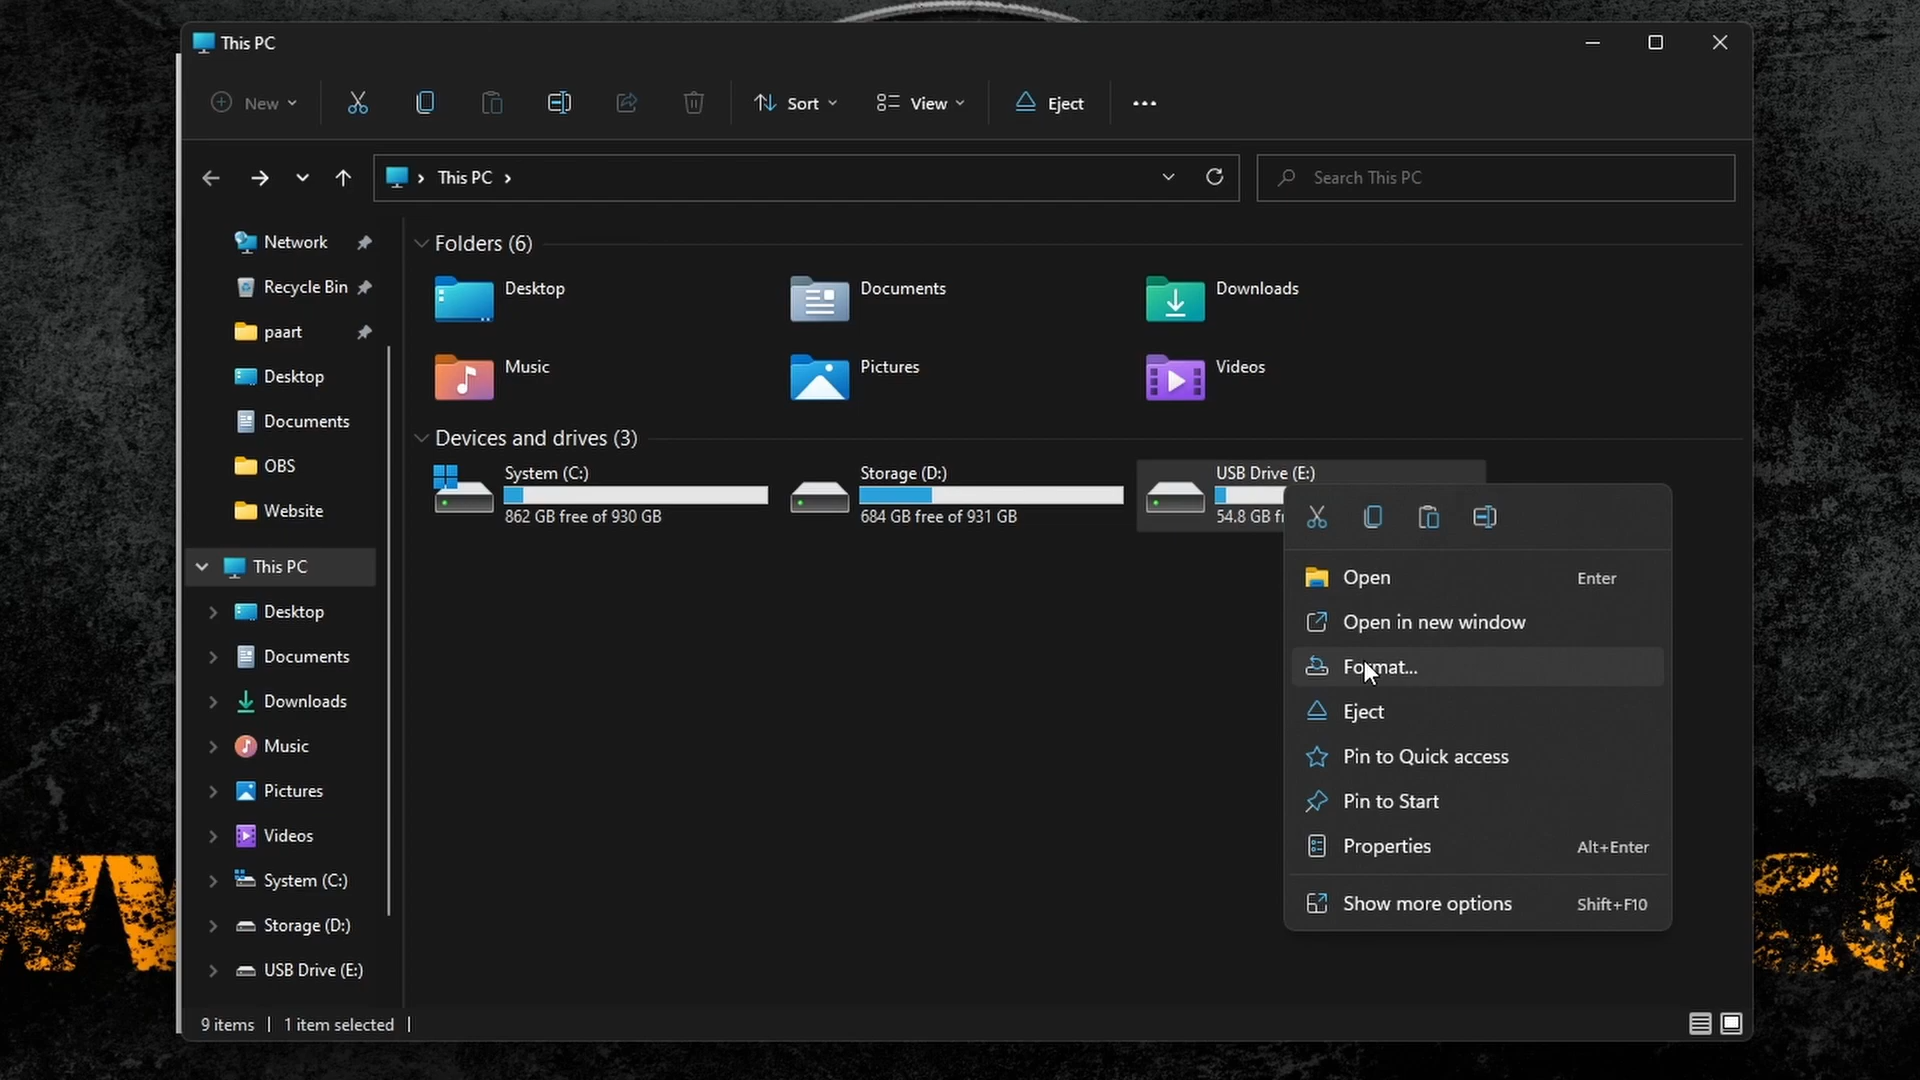 This PC
New
Sort
View
Eject
This PC
Search This PC
Network
Recycle Bin
paart
Desktop
Documents
OBS
Website
This PC
Desktop
Documents
Downloads
Music
Pictures
Videos
System (C:)
Storage (D:)
USB Drive (E:)
Folders (6)
Desktop
Documents
Downloads
Music
Pictures
Videos
Devices and drives (3)
System (C:)
862 GB free of 930 GB
Storage (D:)
684 GB free of 931 GB
USB Drive (E:)
54.8 GB
Open Enter
Open in new window
Format...
Eject
Pin to Quick access
Pin to Start
Properties Alt+Enter
Show more options Shift+F10
9 items 1 item selected